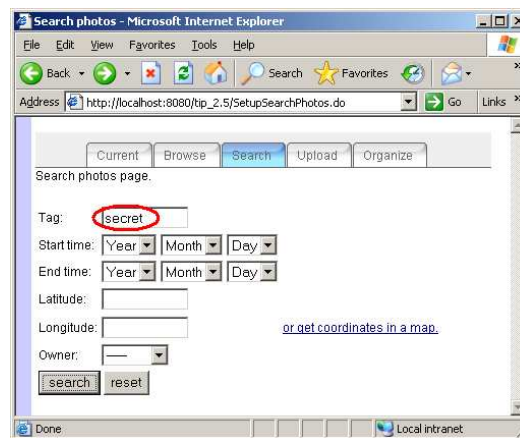 Search photos - Microsoft Internet Explorer
File Edit View Favorites Tools Help
Back Search Favorites »
Address http://localhost:8080/tip_2.5/SetupSearchPhotos.do Go Links »
Current Browse Search Upload Organize
Search photos page.
Tag: secret
Start time: Year Month Day
End time: Year Month Day
Latitude:
Longitude: or get coordinates in a map.
Owner: ----
search reset
Done Local intranet